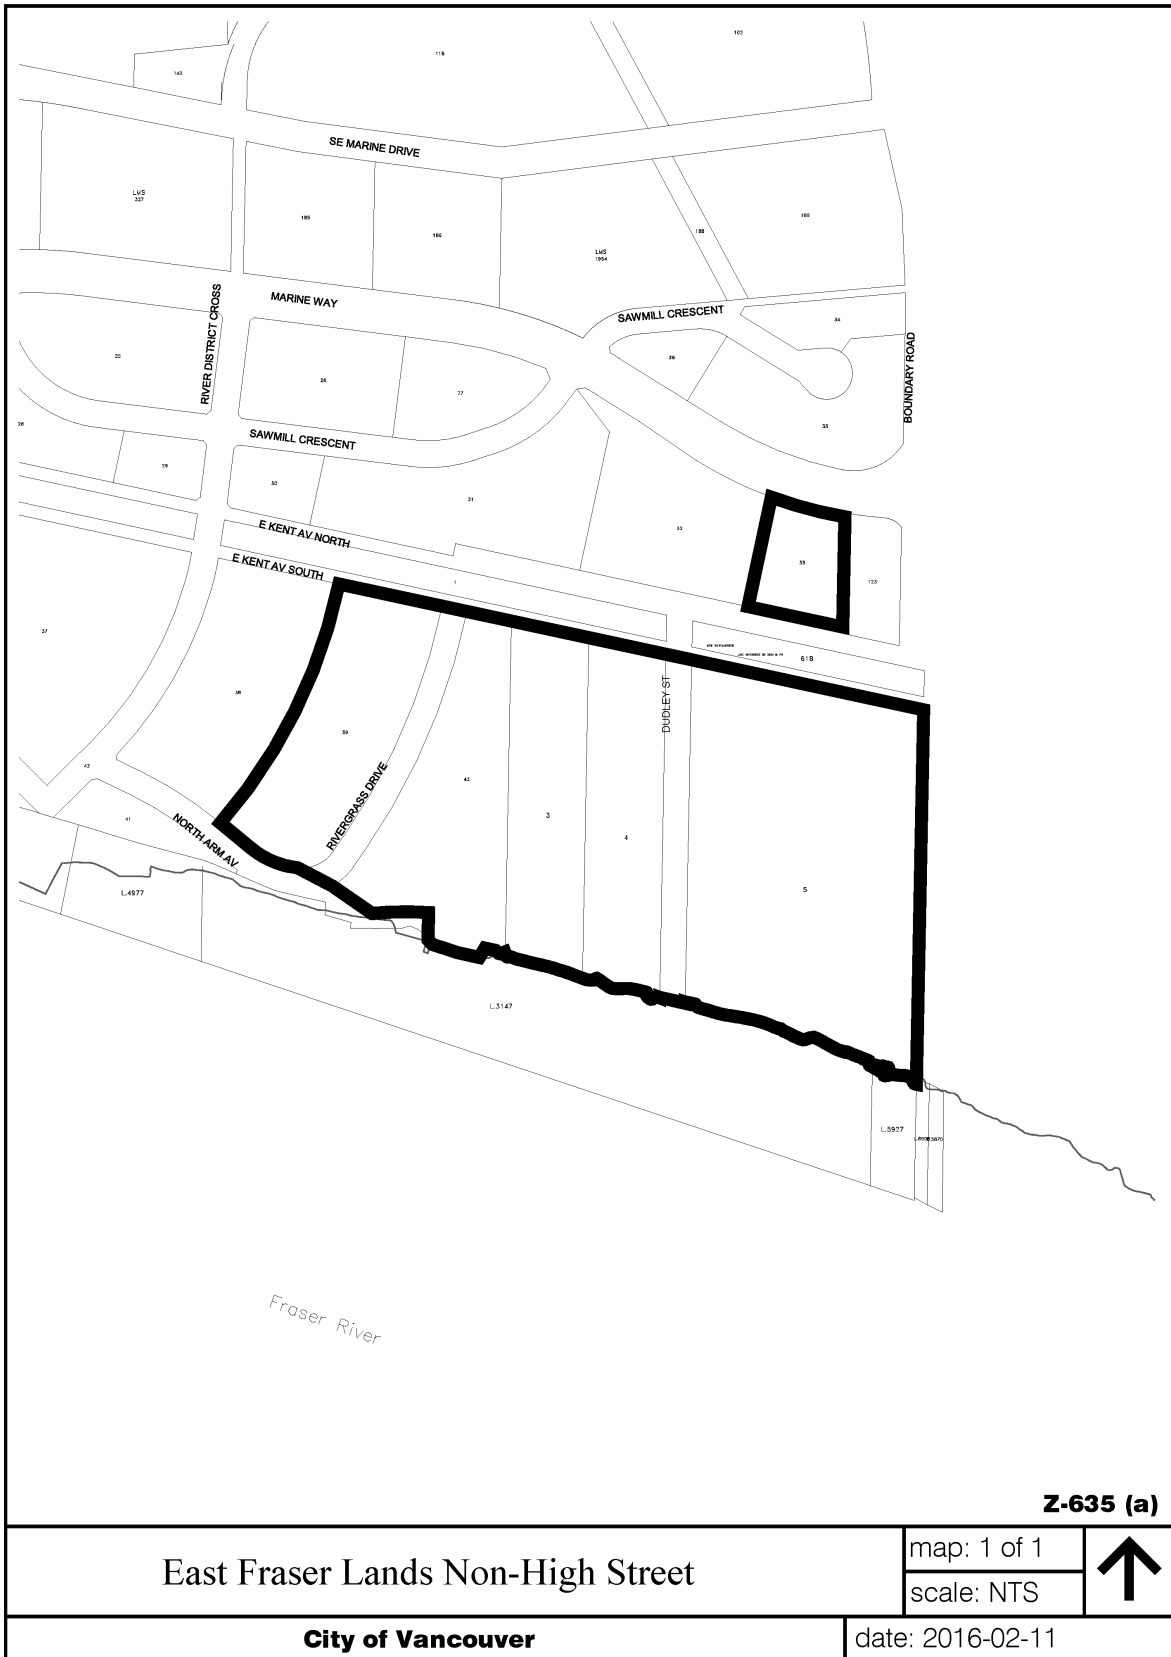 102
118
143
SE MARINE DRIVE
LMS
327
185
186
188
LMS
1964
MARINE WAY
SAWMILL CRESCENT
34
RIVER DISTRICT CROSS
BOUNDARY ROAD
25
36
26
27
35
28
SAWMILL CRESCENT
29
30
31
32
E KENT AV NORTH
E KENT AV SOUTH
33
123
1
37
61B
38
DUDLEY ST
39
42
43
RIVERGRASS DRIVE
3
41
NORTH ARM AV
4
5
L.4977
L.3147
L.5927
Fraser River
Z-635 (a)
East Fraser Lands Non-High Street
map: 1 of 1
scale: NTS
City of Vancouver
date: 2016-02-11